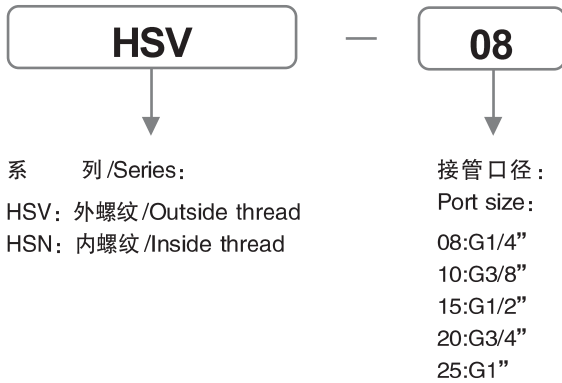 HSV — 08
系 列/Series：
HSV：外螺纹/Outside thread
HSN：内螺纹/Inside thread
接管口径：
Port size：
08:G1/4”
10:G3/8”
15:G1/2”
20:G3/4”
25:G1”